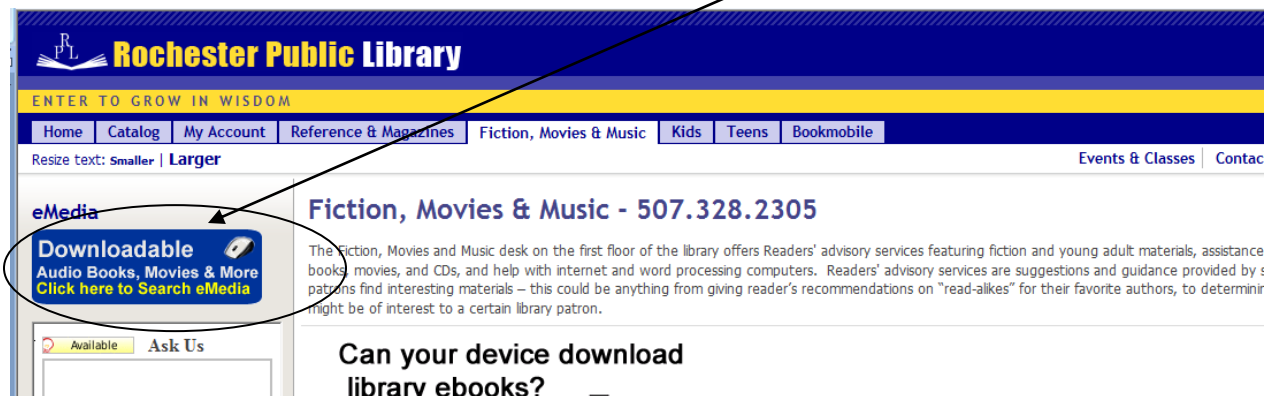 RPL Rochester Public Library
ENTER TO GROW IN WISDOM
Home Catalog My Account Reference & Magazines Fiction, Movies & Music Kids Teens Bookmobile
Resize text: Smaller | Larger Events & Classes Contac
eMedia
Downloadable
Audio Books, Movies & More
Click here to Search eMedia
Available Ask Us
Fiction, Movies & Music - 507.328.2305
The Fiction, Movies and Music desk on the first floor of the library offers Readers' advisory services featuring fiction and young adult materials, assistance
books, movies, and CDs, and help with internet and word processing computers. Readers' advisory services are suggestions and guidance provided by s
patrons find interesting materials – this could be anything from giving reader's recommendations on "read-alikes" for their favorite authors, to determinin
might be of interest to a certain library patron.
Can your device download
library ebooks?